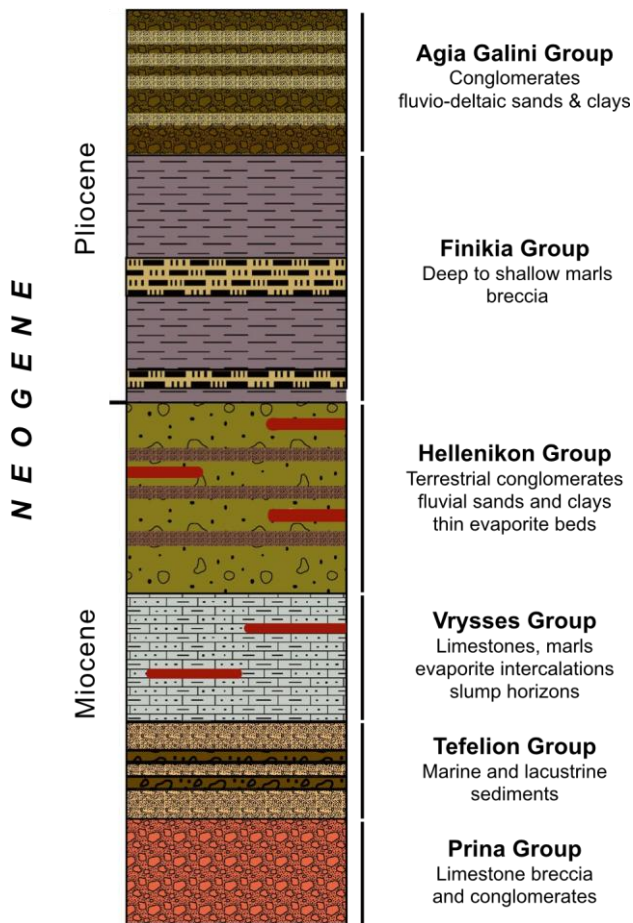 NEOGENE
Pliocene
Miocene
Agia Galini Group
Conglomerates
fluvio-deltaic sands & clays
Finikia Group
Deep to shallow marls
breccia
Hellenikon Group
Terrestrial conglomerates
fluvial sands and clays
thin evaporite beds
Vrysses Group
Limestones, marls
evaporite intercalations
slump horizons
Tefelion Group
Marine and lacustrine
sediments
Prina Group
Limestone breccia
and conglomerates